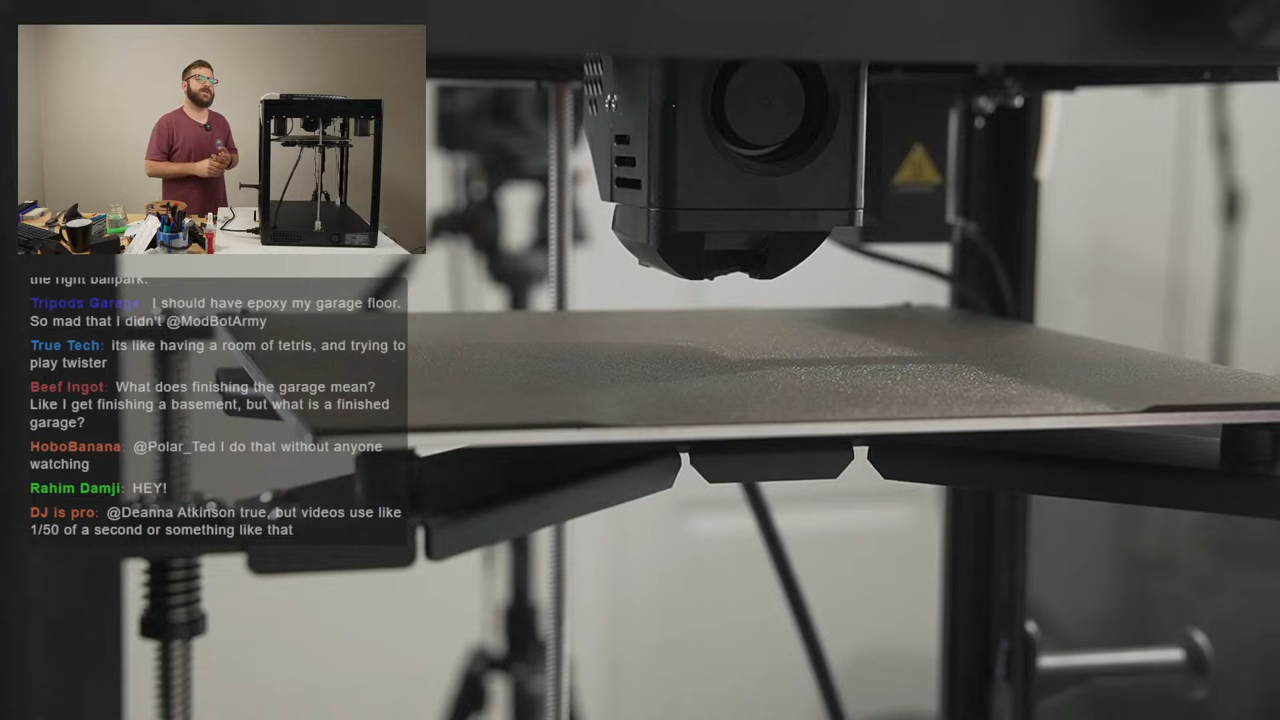 the right ballpark.
Tripods Garage I should have epoxy my garage floor.
So mad that I didn't @ModBotArmy
True Tech: its like having a room of tetris, and trying to
play twister
Beef Ingot: What does finishing the garage mean?
Like I get finishing a basement, but what is a finished
garage?
HoboBanana: @Polar_Ted I do that without anyone
watching
Rahim Damji: HEY!
DJ is pro: @Deanna Atkinson true, but videos use like
1/50 of a second or something like that